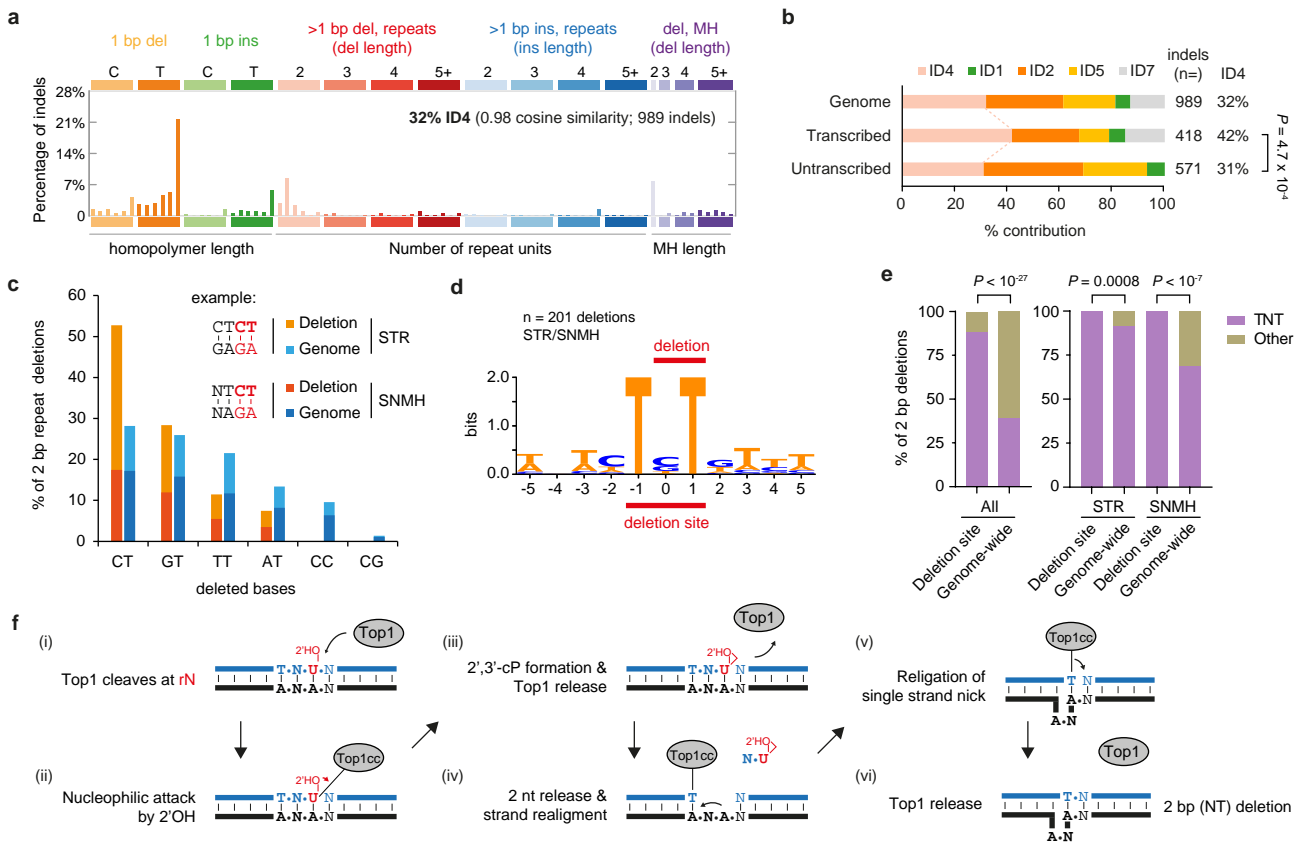 a
1 bp del
1 bp ins
>1 bp del, repeats
(del length)
>1 bp ins, repeats
(ins length)
del, MH
(del length)
C T C T 2 3 4 5+ 2 3 4 5+ 2 3 4 5+
28%
21%
14%
7%
0
Percentage of indels
32% ID4 (0.98 cosine similarity; 989 indels)
homopolymer length
Number of repeat units
MH length
b
ID4 ID1 ID2 ID5 ID7
indels
(n=)
ID4
Genome 989 32%
Transcribed 418 42%
Untranscribed 571 31%
P = 4.7 x 10-4
0 20 40 60 80 100
% contribution
c
60
50
40
30
20
10
0
% of 2 bp repeat deletions
example:
CTCT
GAGA
Deletion
Genome
STR
NTCT
NAGA
Deletion
Genome
SNMH
CT GT TT AT CC CG
deleted bases
d
n = 201 deletions
STR/SNMH
deletion
2.0
1.0
0.0
bits
T T
-5 -4 -3 -2 -1 0 1 2 3 4 5
deletion site
e
P < 10-27
P = 0.0008
P < 10-7
100
75
50
25
0
100
75
50
25
0
% of 2 bp deletions
TNT
Other
All
STR
SNMH
Deletion site
Genome-wide
Deletion site
Genome-wide
Deletion site
Genome-wide
f
(i)
Top1
2'HO
T·N·U·N
A·N·A·N
Top1 cleaves at rN
(ii)
Top1cc
2'HO
T·N·U N
A·N·A·N
Nucleophilic attack
by 2'OH
(iii)
Top1
2'HO
T·N·U N
A·N·A·N
2',3'-cP formation &
Top1 release
(iv)
Top1cc
2'HO
N·U
T N
A·N·A·N
2 nt release &
strand realigment
(v)
Top1cc
T N
A·N
A·N
Religation of
single strand nick
(vi)
Top1
T·N
A·N
A·N
Top1 release
2 bp (NT) deletion